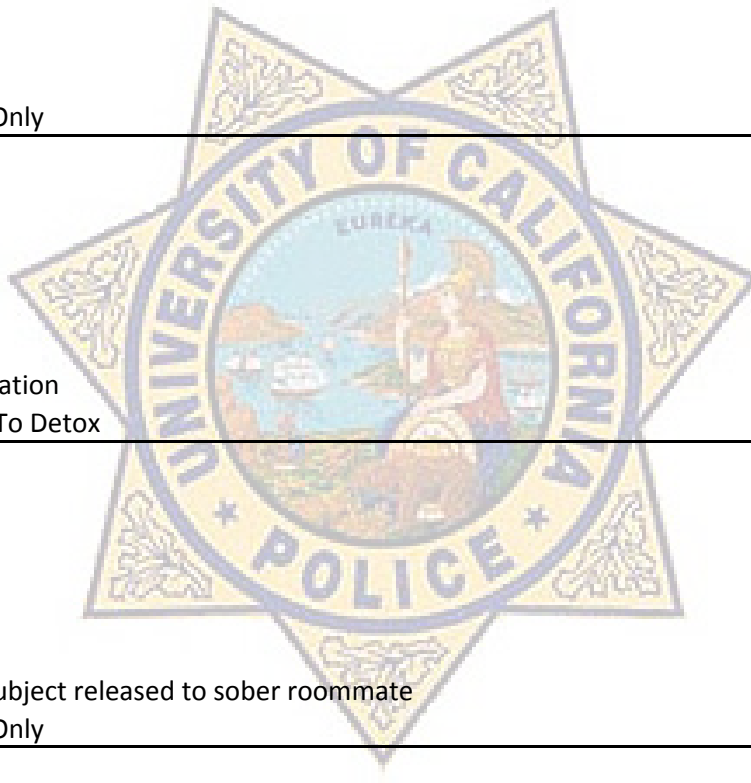 Only
UNIVERSITY OF CALIFORNIA
EUREKA
ation
To Detox
POLICE
ubject released to sober roommate
Only